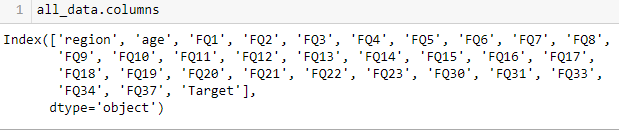 1 all_data.columns
Index(['region', 'age', 'FQ1', 'FQ2', 'FQ3', 'FQ4', 'FQ5', 'FQ6', 'FQ7', 'FQ8',
'FQ9', 'FQ10', 'FQ11', 'FQ12', 'FQ13', 'FQ14', 'FQ15', 'FQ16', 'FQ17',
'FQ18', 'FQ19', 'FQ20', 'FQ21', 'FQ22', 'FQ23', 'FQ30', 'FQ31', 'FQ33',
'FQ34', 'FQ37', 'Target'],
dtype='object')